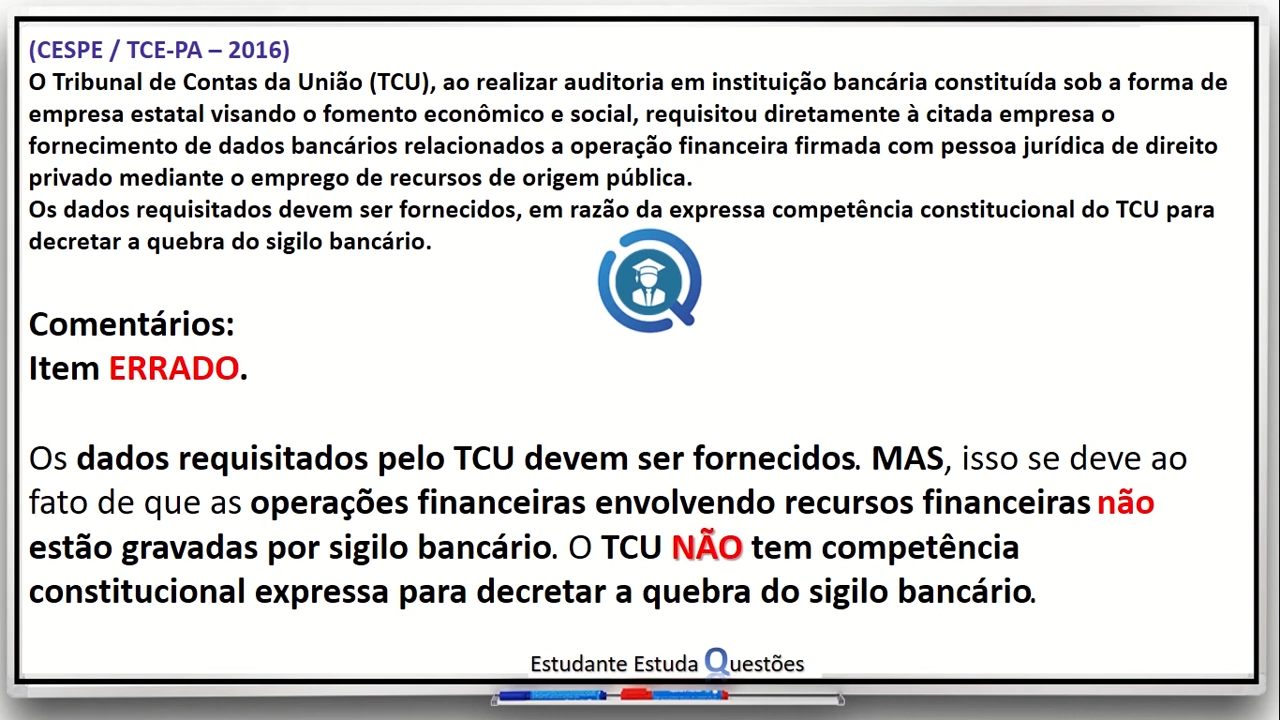 (CESPE / TCE-PA – 2016)
O Tribunal de Contas da União (TCU), ao realizar auditoria em instituição bancária constituída sob a forma de
empresa estatal visando o fomento econômico e social, requisitou diretamente à citada empresa o
fornecimento de dados bancários relacionados a operação financeira firmada com pessoa jurídica de direito
privado mediante o emprego de recursos de origem pública.
Os dados requisitados devem ser fornecidos, em razão da expressa competência constitucional do TCU para
decretar a quebra do sigilo bancário.
Comentários:
Item ERRADO.
Os dados requisitados pelo TCU devem ser fornecidos. MAS, isso se deve ao
fato de que as operações financeiras envolvendo recursos financeiras não
estão gravadas por sigilo bancário. O TCU NÃO tem competência
constitucional expressa para decretar a quebra do sigilo bancário.
Estudante Estuda Questões